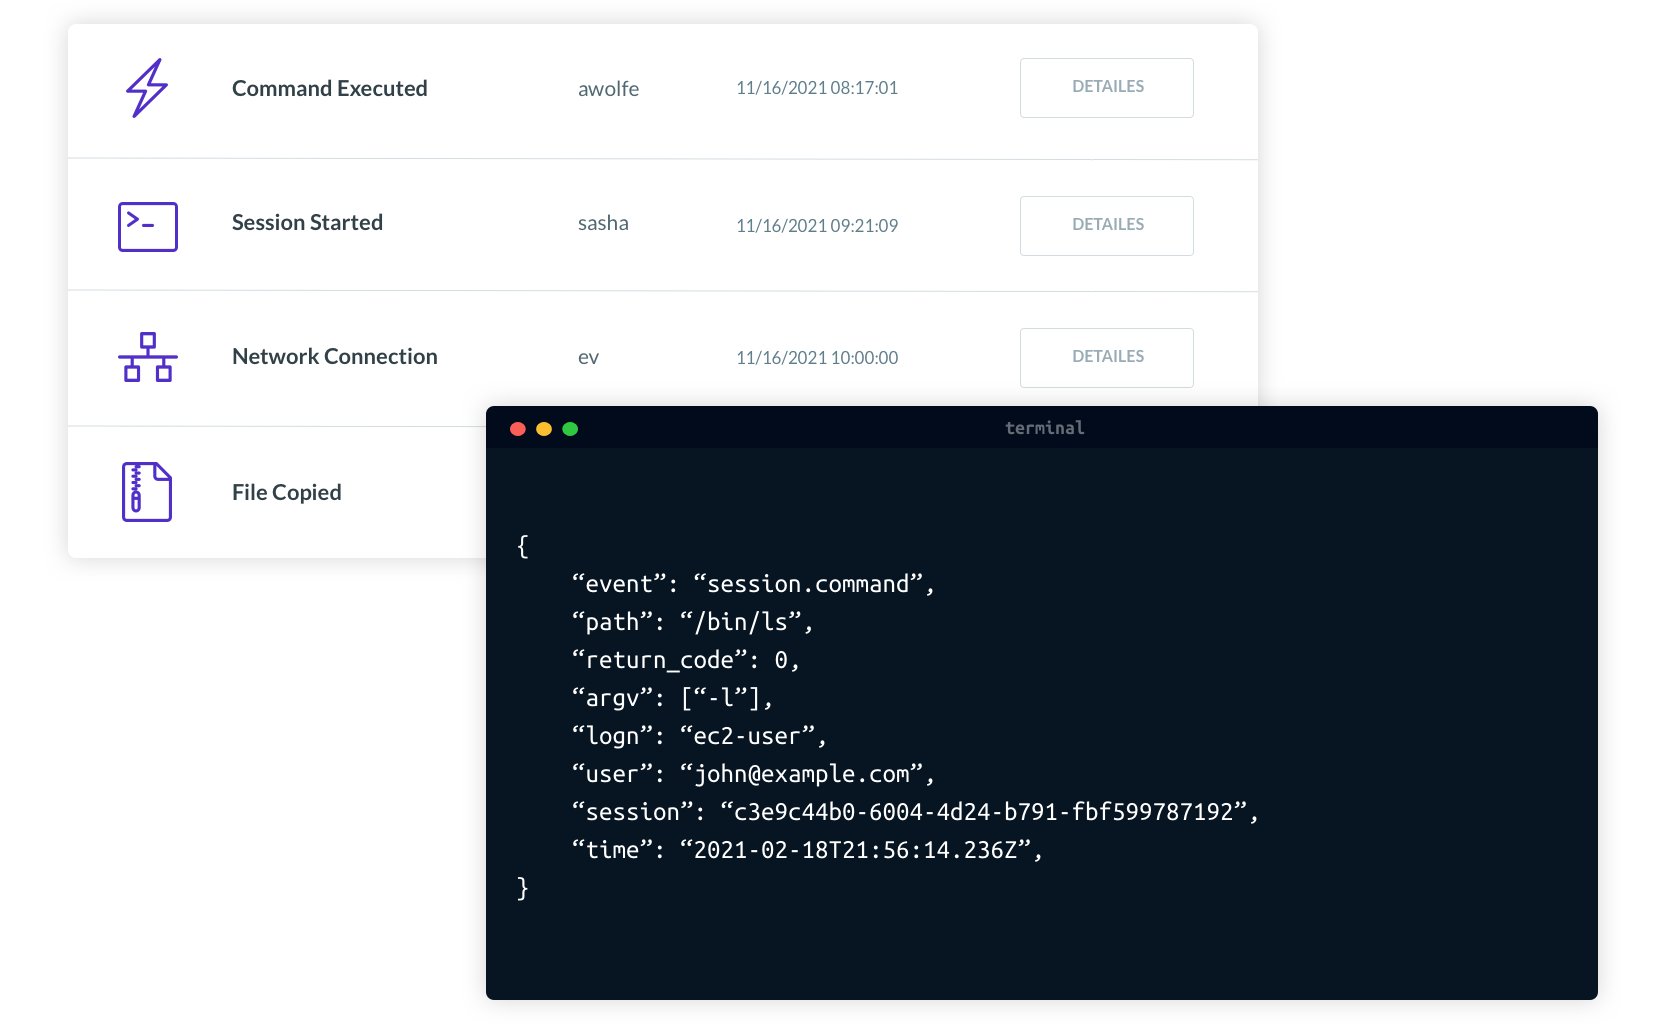 Command Executed awolfe 11/16/2021 08:17:01 DETAILES
Session Started sasha 11/16/2021 09:21:09 DETAILES
Network Connection ev 11/16/2021 10:00:00 DETAILES
File Copied
terminal
{
“event”: “session.command”,
“path”: “/bin/ls”,
“return_code”: 0,
“argv”: [“-l”],
“logn”: “ec2-user”,
“user”: “john@example.com”,
“session”: “c3e9c44b0-6004-4d24-b791-fbf599787192”,
“time”: “2021-02-18T21:56:14.236Z”,
}